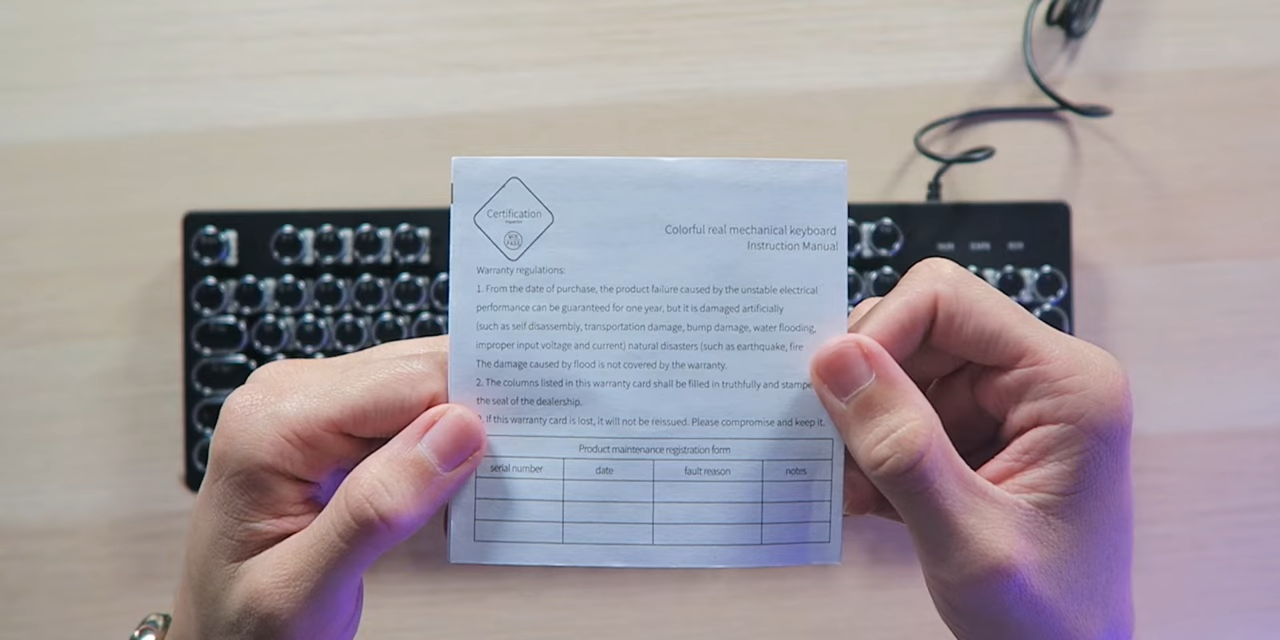 Certification
Colorful real mechanical keyboard
Instruction Manual
Warranty regulations:
1. From the date of purchase, the product failure caused by the unstable electrical
performance can be guaranteed for one year, but it is damaged artificially
(such as self disassembly, transportation damage, bump damage, water flooding,
improper input voltage and current) natural disasters (such as earthquake, fire
The damage caused by flood is not covered by the warranty.
2. The columns listed in this warranty card shall be filled in truthfully and stampe
the seal of the dealership.
If this warranty card is lost, it will not be reissued. Please compromise and keep it.
Product maintenance registration form
serial number date fault reason notes